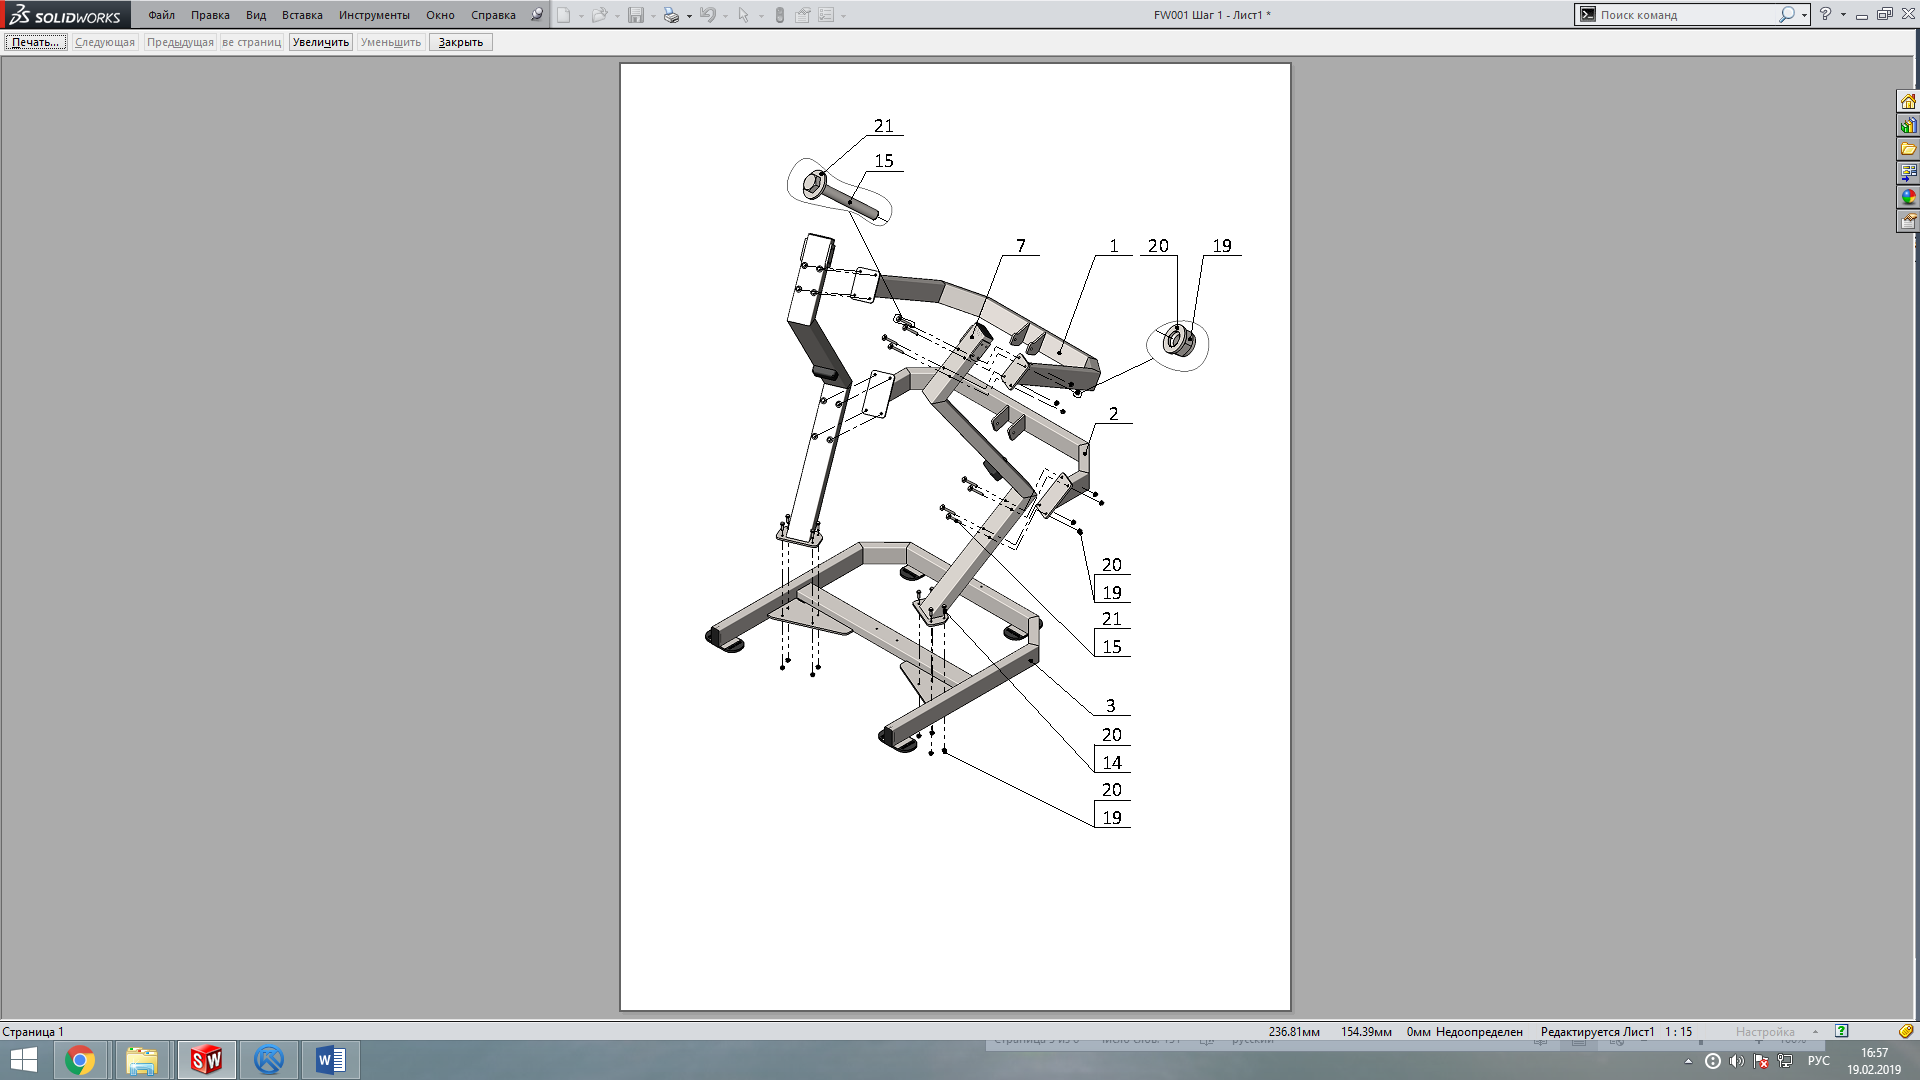 SOLIDWORKS Файл Правка Вид Вставка Инструменты Окно Справка FW001 Шаг 1 - Лист1 * Поиск команд ?
Печать... Следующая Предыдущая ве страниц Увеличить Уменьшить Закрыть
21
15
7 1 20 19
2
20
19
21
15
3
20
14
20
19
Страница 1 236.81мм 154.39мм 0мм Недоопределен Редактируется Лист1 1 : 15 Настройка ?
SW W РУС
16:57
19.02.2019